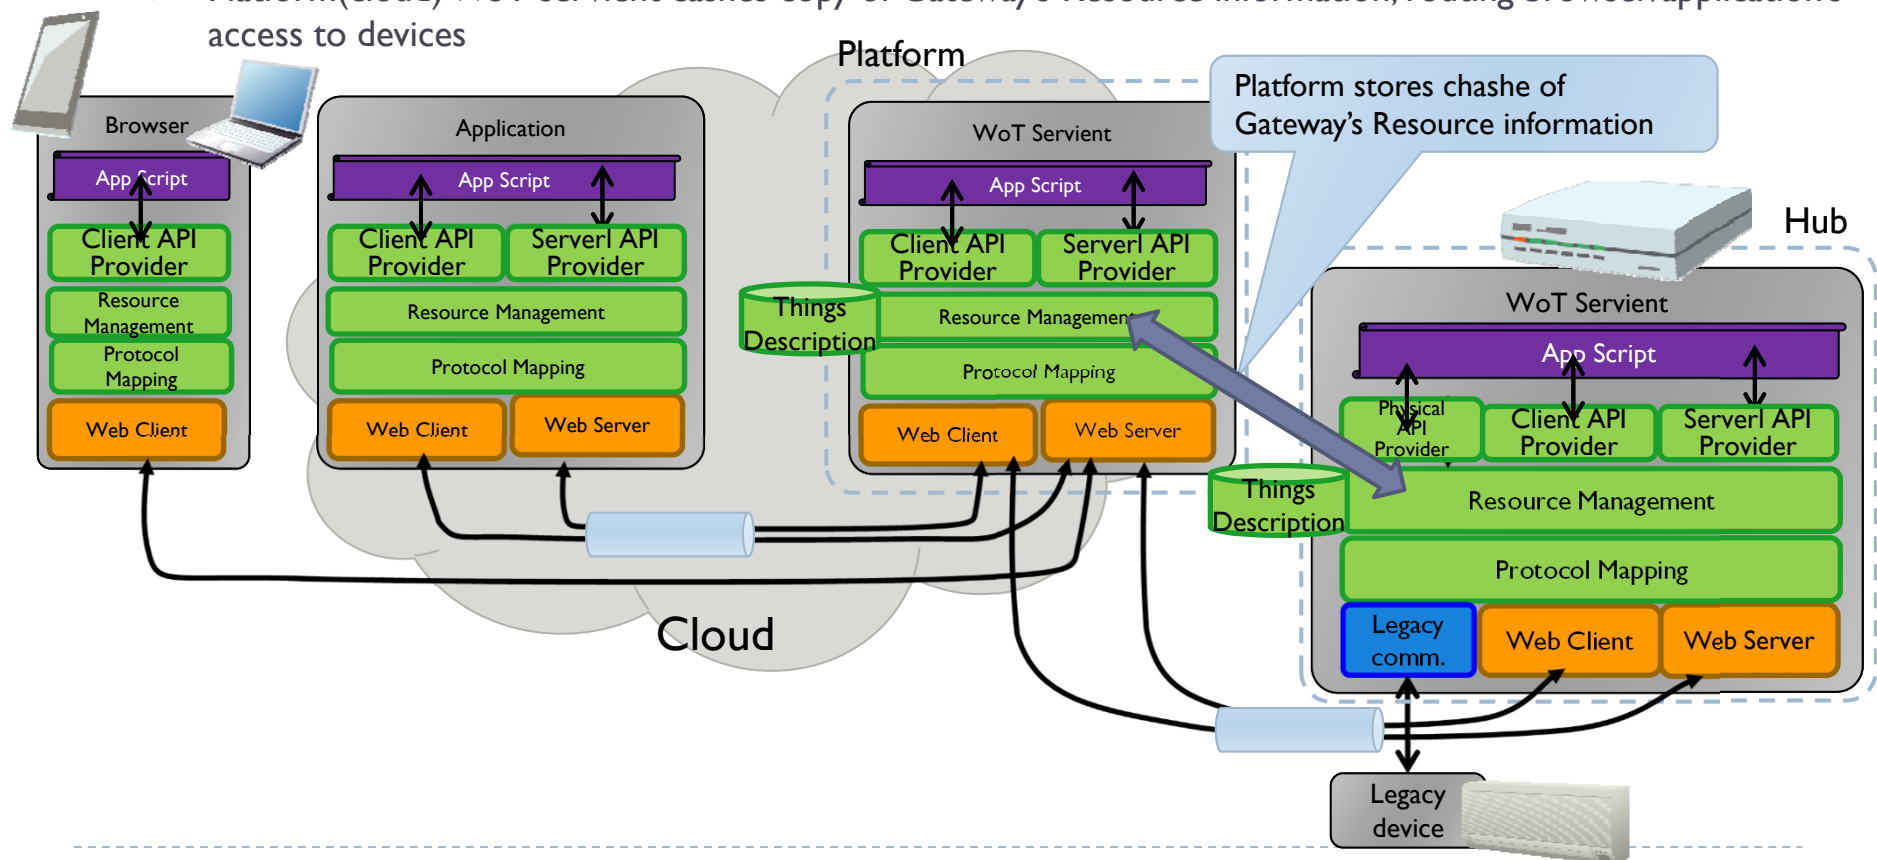 access to devices
Platform
Platform stores chashe of
Gateway's Resource information
Browser
App Script
Client API
Provider
Resource
Management
Protocol
Mapping
Web Client
Application
App Script
Client API
Provider
Serverl API
Provider
Resource Management
Protocol Mapping
Web Client
Web Server
WoT Servient
App Script
Client API
Provider
Serverl API
Provider
Things
Description
Resource Management
Protocol Mapping
Web Client
Web Server
Cloud
Hub
WoT Servient
App Script
Physical
API
Provider
Client API
Provider
Serverl API
Provider
Things
Description
Resource Management
Protocol Mapping
Legacy
comm.
Web Client
Web Server
Legacy
device